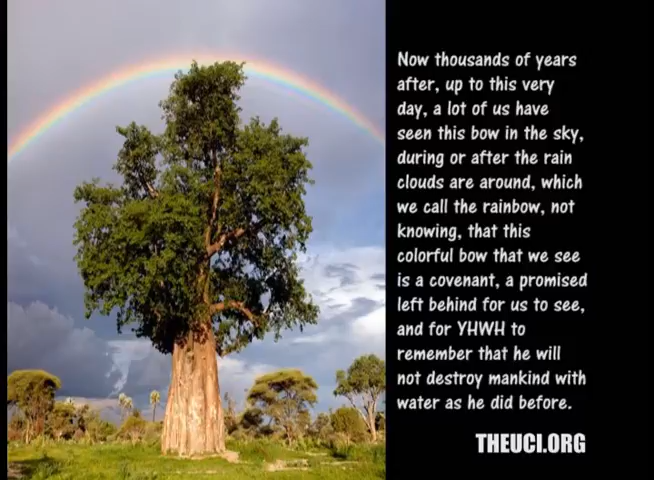 Now thousands of years
after, up to this very
day, a lot of us have
seen this bow in the sky,
during or after the rain
clouds are around, which
we call the rainbow, not
knowing, that this
colorful bow that we see
is a covenant, a promised
left behind for us to see,
and for YHWH to
remember that he will
not destroy mankind with
water as he did before.
THEUCI.ORG